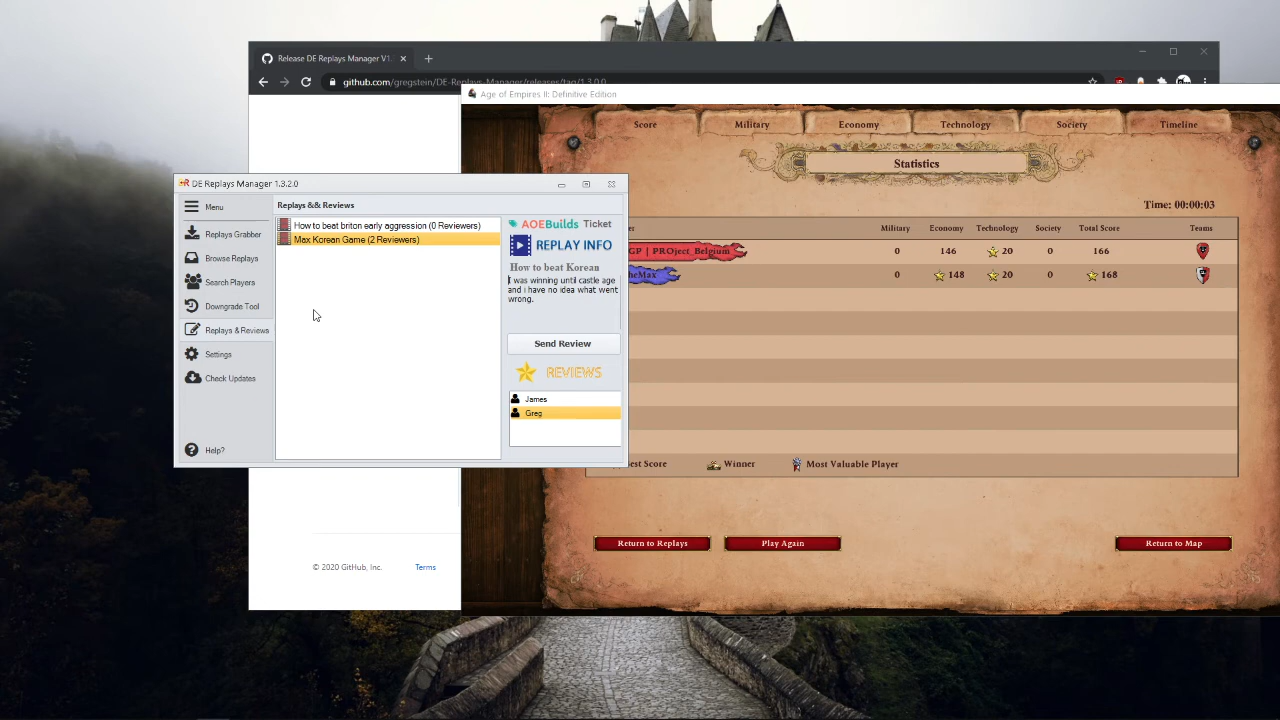 Release DE Replays Manager V1.
github.com/gregstein/DE-Replays-Manager/releases/tag/1.3.0.0
Age of Empires II: Definitive Edition
Score
Military
Economy
Technology
Society
Timeline
Statistics
Time: 00:00:03
Military
Economy
Technology
Society
Total Score
Teams
GP | PROject_Belgium
0
146
20
0
166
heMax
0
148
20
0
168
Score
Winner
Most Valuable Player
Return to Replays
Play Again
Return to Map
DE Replays Manager 1.3.2.0
Menu
Replays Grabber
Browse Replays
Search Players
Downgrade Tool
Replays & Reviews
Settings
Check Updates
Help?
Replays && Reviews
How to beat briton early aggression (0 Reviewers)
Max Korean Game (2 Reviewers)
AOEBuilds Ticket
REPLAY INFO
How to beat Korean
I was winning until castle age
and i have no idea what went
wrong.
Send Review
REVIEWS
James
Greg
© 2020 GitHub, Inc.
Terms